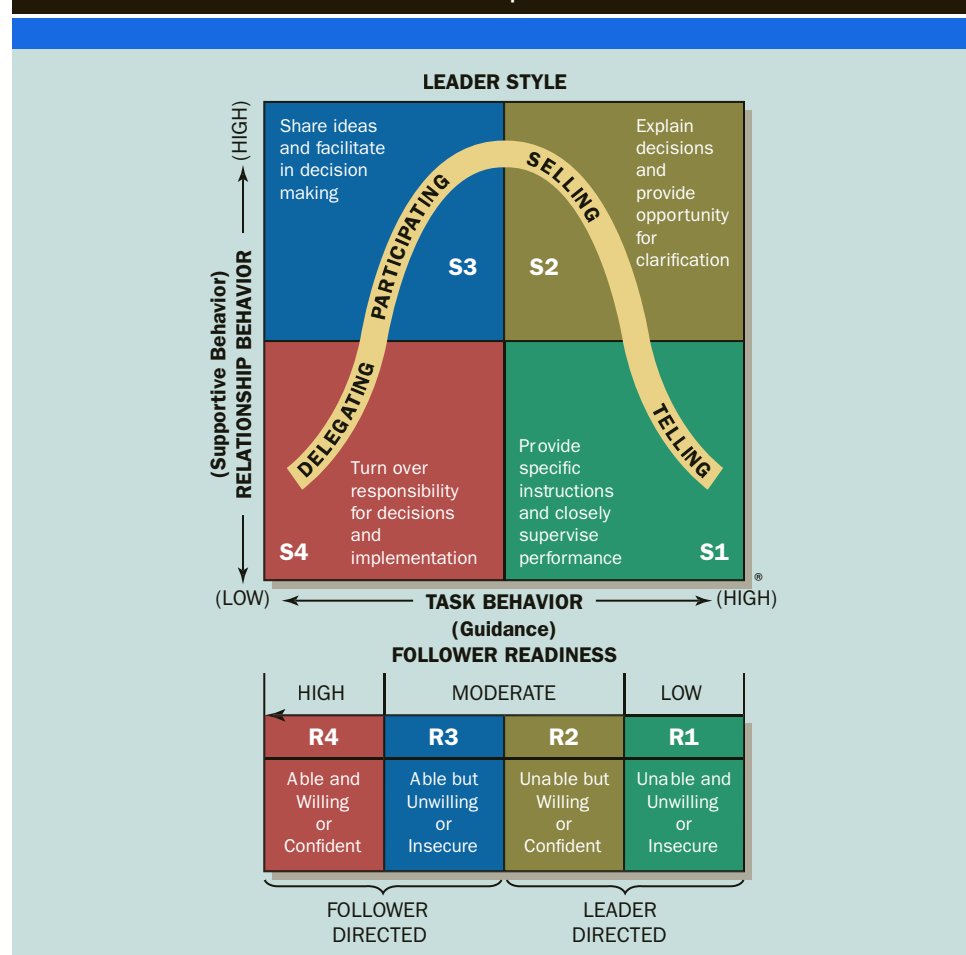 LEADER STYLE
(HIGH)
(Supportive Behavior)
RELATIONSHIP BEHAVIOR
Share ideas
and facilitate
in decision
making
Explain
decisions
and
provide
opportunity
for
clarification
PARTICIPATING
SELLING
S3
S2
DELEGATING
TELLING
Turn over
responsibility
for decisions
and
implementation
S4
Provide
specific
instructions
and closely
supervise
performance
S1
®
(LOW)
TASK BEHAVIOR
(HIGH)
(Guidance)
FOLLOWER READINESS
HIGH
MODERATE
LOW
R4
R3
R2
R1
Able and
Willing
or
Confident
Able but
Unwilling
or
Insecure
Unable but
Willing
or
Confident
Unable and
Unwilling
or
Insecure
FOLLOWER
DIRECTED
LEADER
DIRECTED